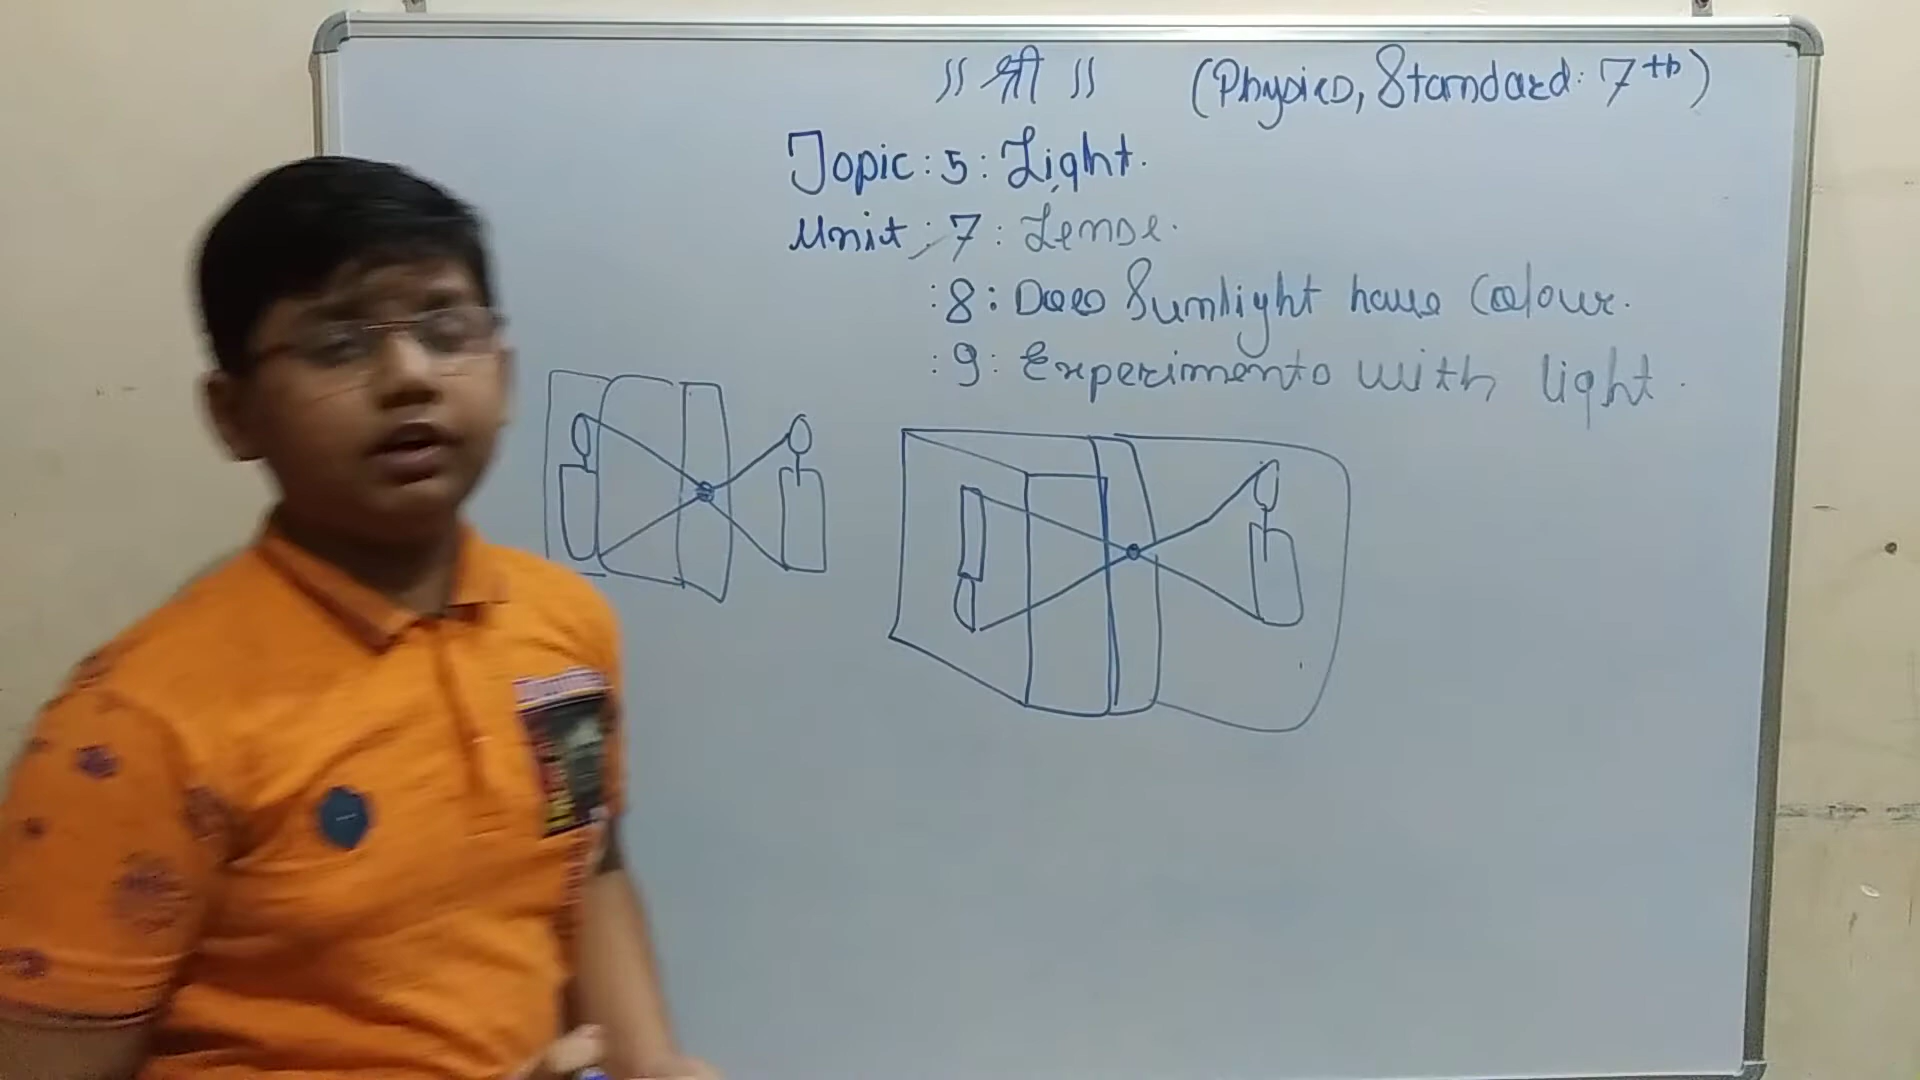 ।। श्री ।। (Physics, Standard: 7th)
Topic: 5: Light.
Unit: 7: Lense.
:8: Does Sunlight have Colour.
:9: Experiments with light.